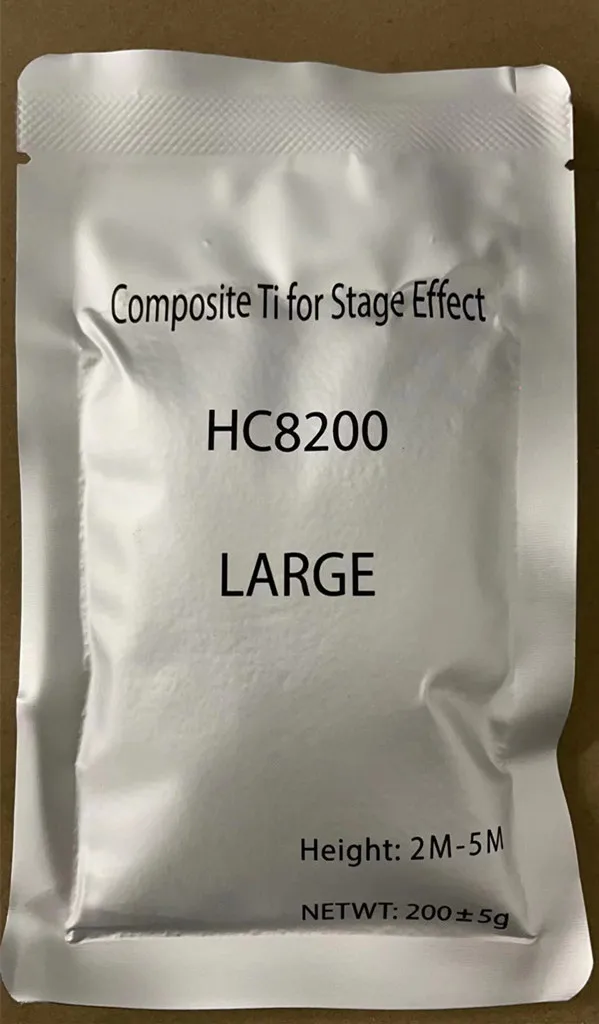 Composite Ti for Stage Effect
HC8200
LARGE
Height: 2M-5M
NETWT: 200±5g